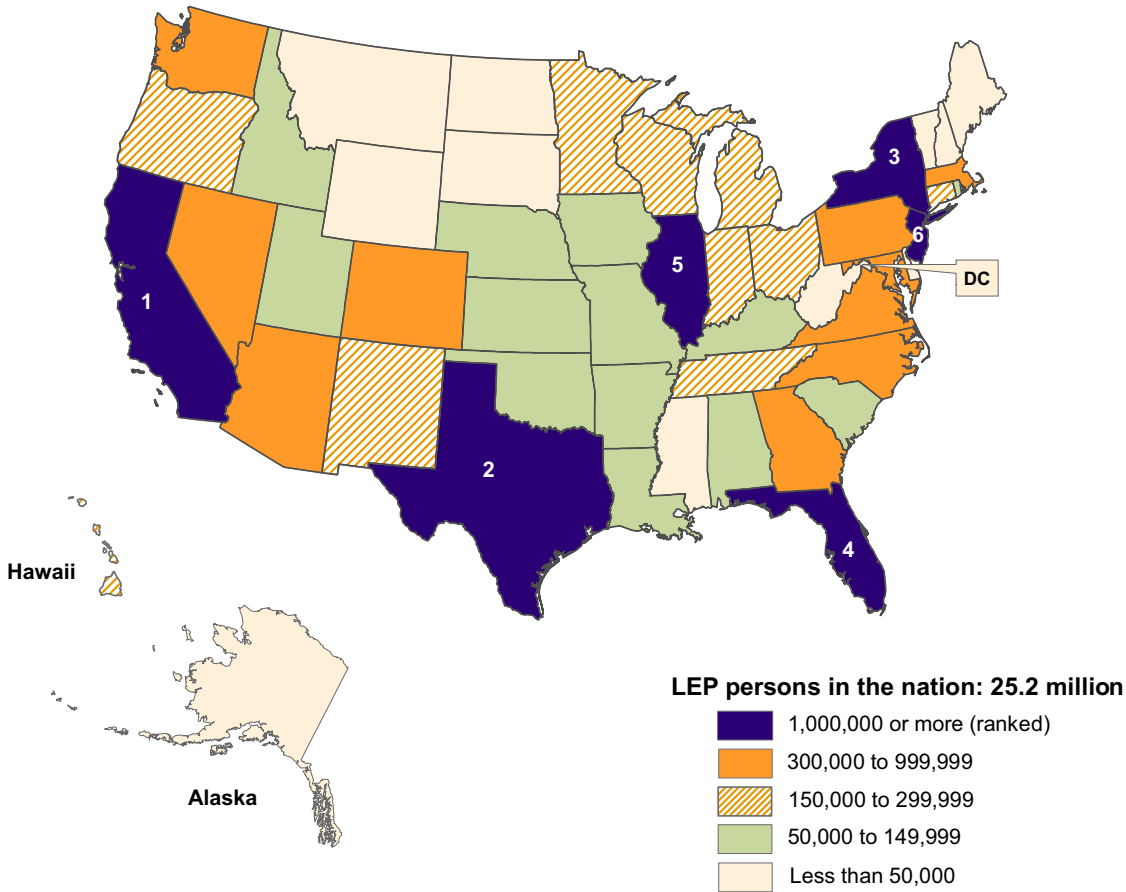 3
6
DC
5
1
2
4
Hawaii
Alaska
LEP persons in the nation: 25.2 million
1,000,000 or more (ranked)
300,000 to 999,999
150,000 to 299,999
50,000 to 149,999
Less than 50,000